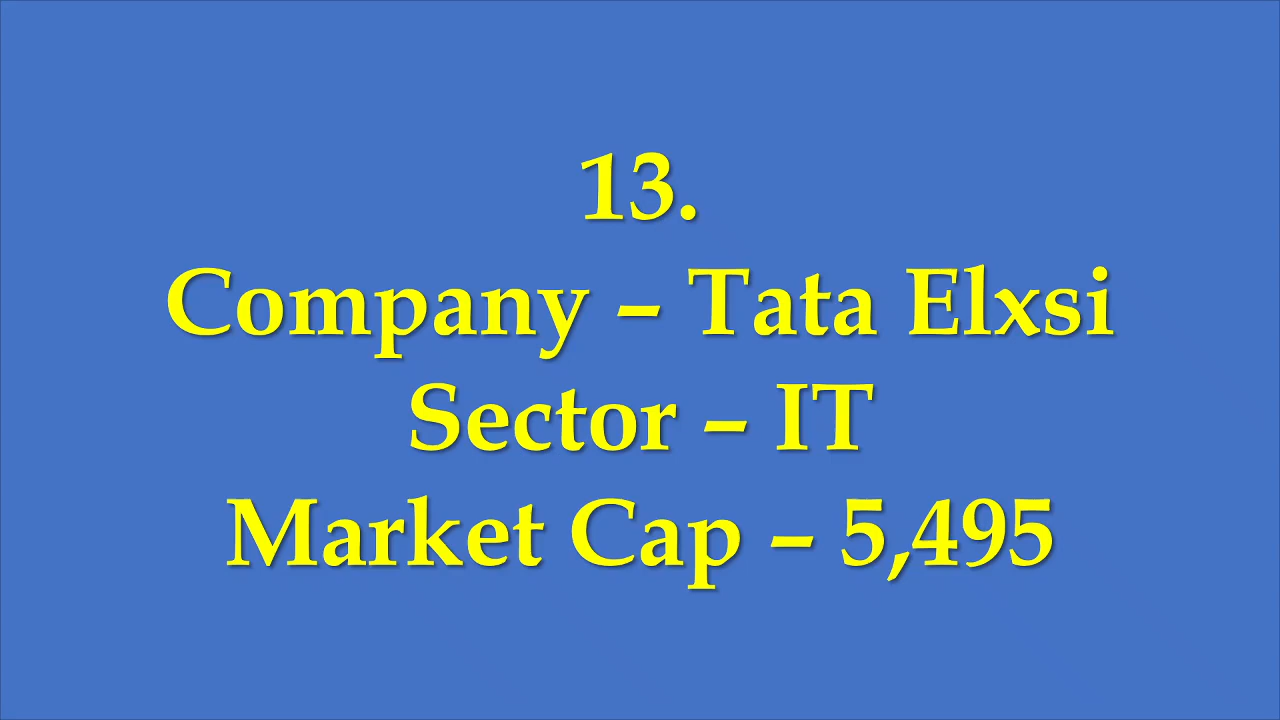 13.
Company – Tata Elxsi
Sector – IT
Market Cap – 5,495